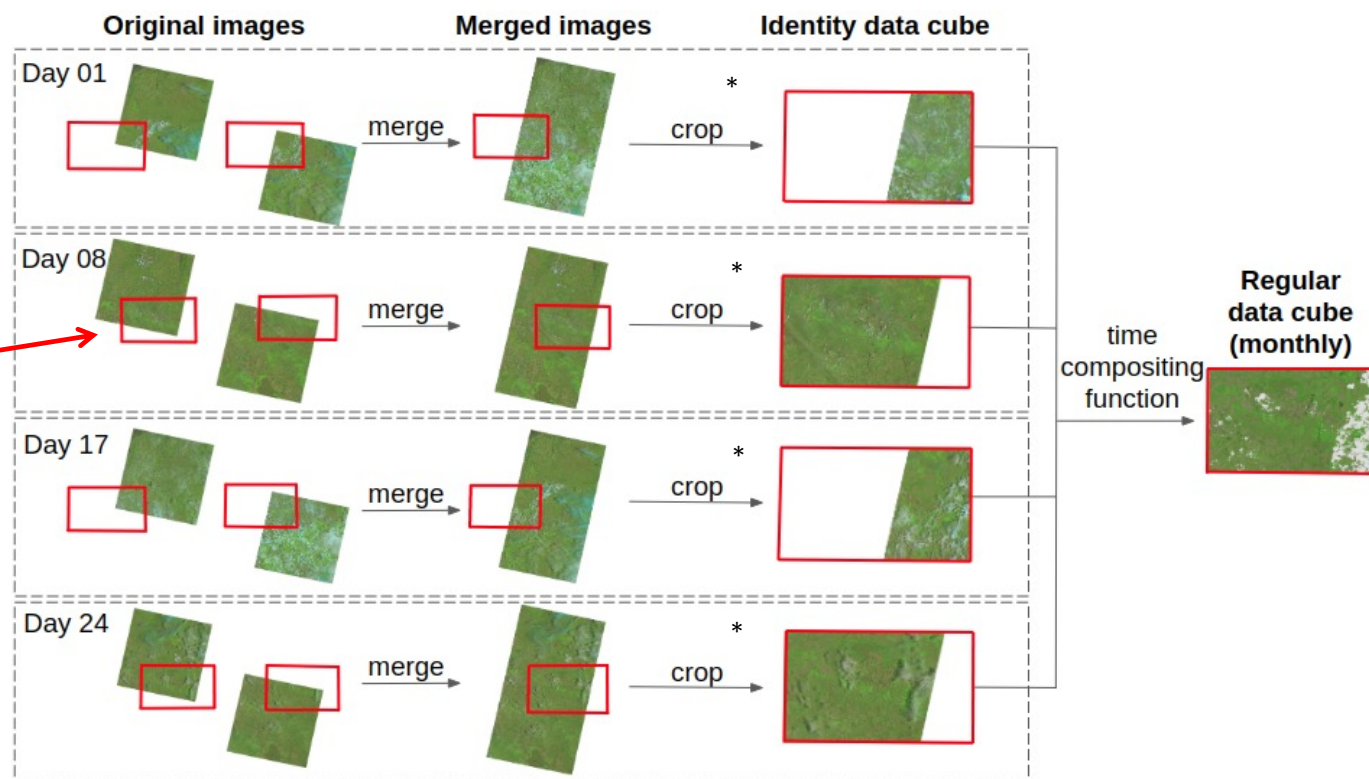 Original images
Merged images
Identity data cube
Day 01
merge
*
crop
Day 08
merge
*
crop
Day 17
merge
*
crop
Day 24
merge
*
crop
time
compositing
function
Regular
data cube
(monthly)